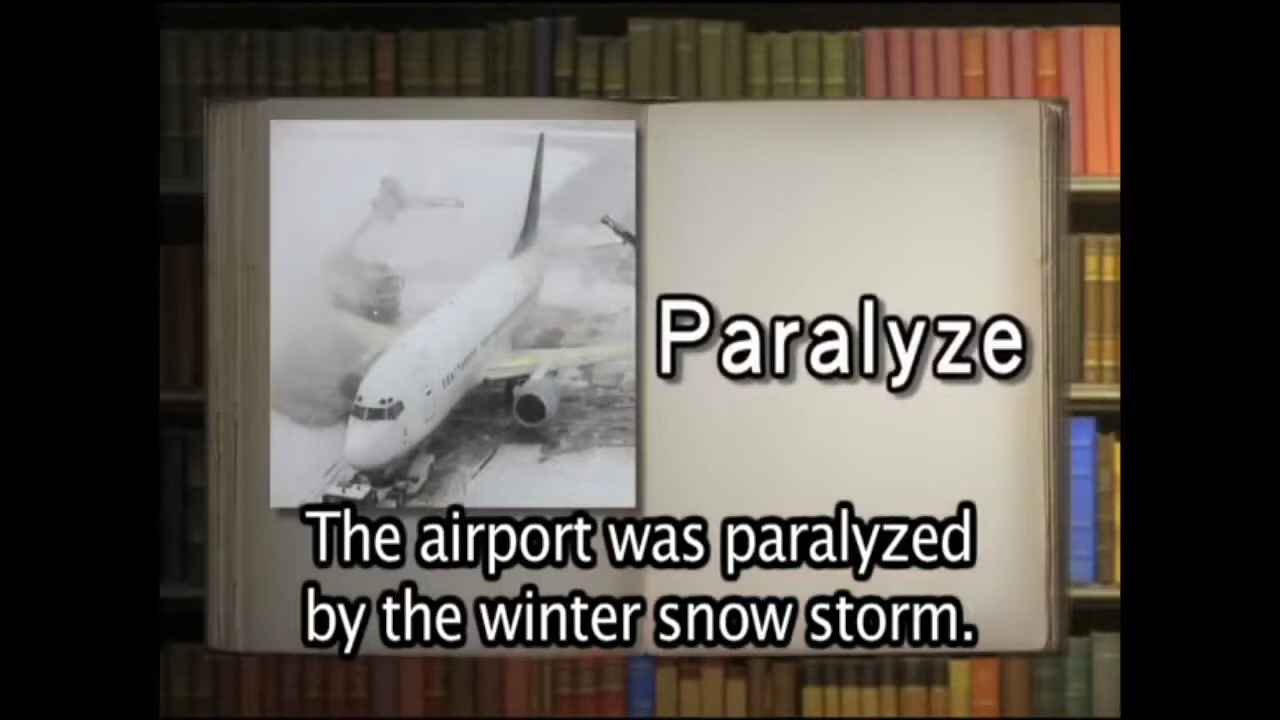 Paralyze
The airport was paralyzed
by the winter snow storm.